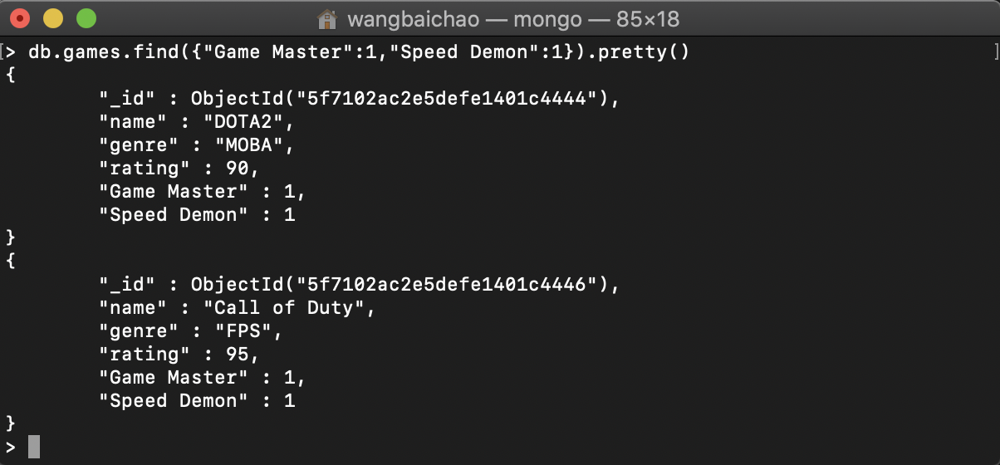 wangbaichao — mongo — 85×18
[> db.games.find({"Game Master":1,"Speed Demon":1}).pretty() ]
{
"_id" : ObjectId("5f7102ac2e5defe1401c4444"),
"name" : "DOTA2",
"genre" : "MOBA",
"rating" : 90,
"Game Master" : 1,
"Speed Demon" : 1
}
{
"_id" : ObjectId("5f7102ac2e5defe1401c4446"),
"name" : "Call of Duty",
"genre" : "FPS",
"rating" : 95,
"Game Master" : 1,
"Speed Demon" : 1
}
>